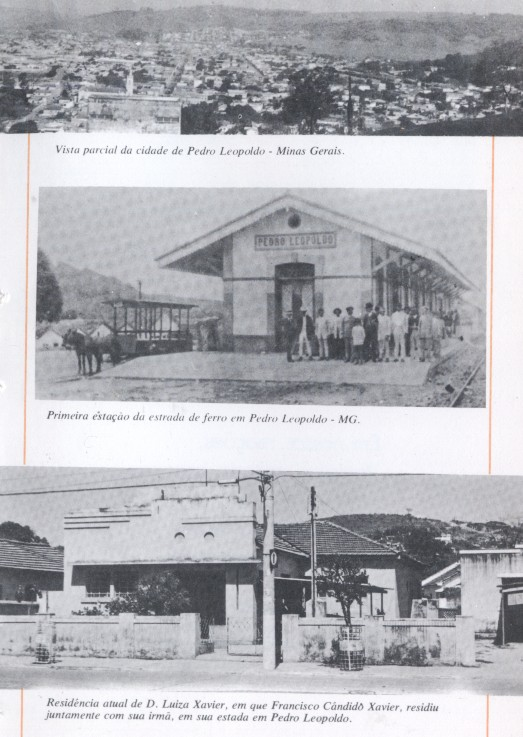 Vista parcial da cidade de Pedro Leopoldo - Minas Gerais.
PEDRO LEOPOLDO
Primeira estação da estrada de ferro em Pedro Leopoldo - MG.
Residência atual de D. Luiza Xavier, em que Francisco Cândido Xavier, residiu
juntamente com sua irmã, em sua estada em Pedro Leopoldo.